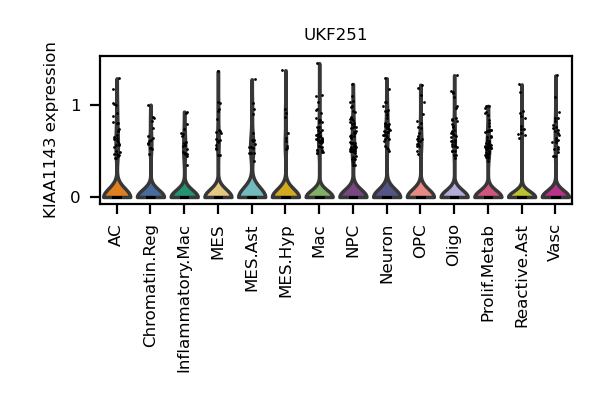 UKF251
KIAA1143 expression
1
0
AC
Chromatin.Reg
Inflammatory.Mac
MES
MES.Ast
MES.Hyp
Mac
NPC
Neuron
OPC
Oligo
Prolif.Metab
Reactive.Ast
Vasc